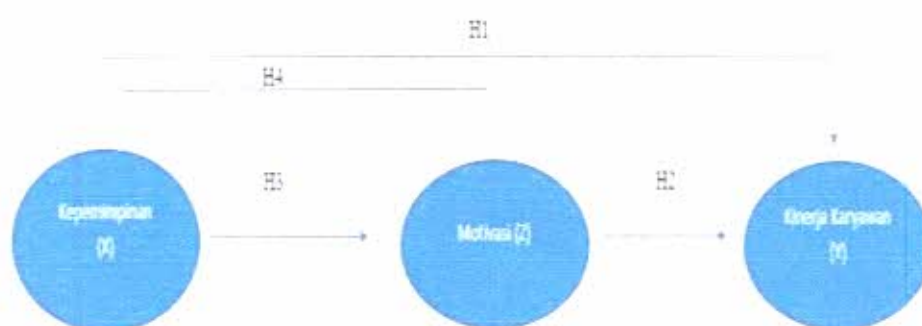 H1
H4
H3
H2
Kepemimpinan
(X)
Motivasi (Z)
Kinerja Karyawan
(Y)